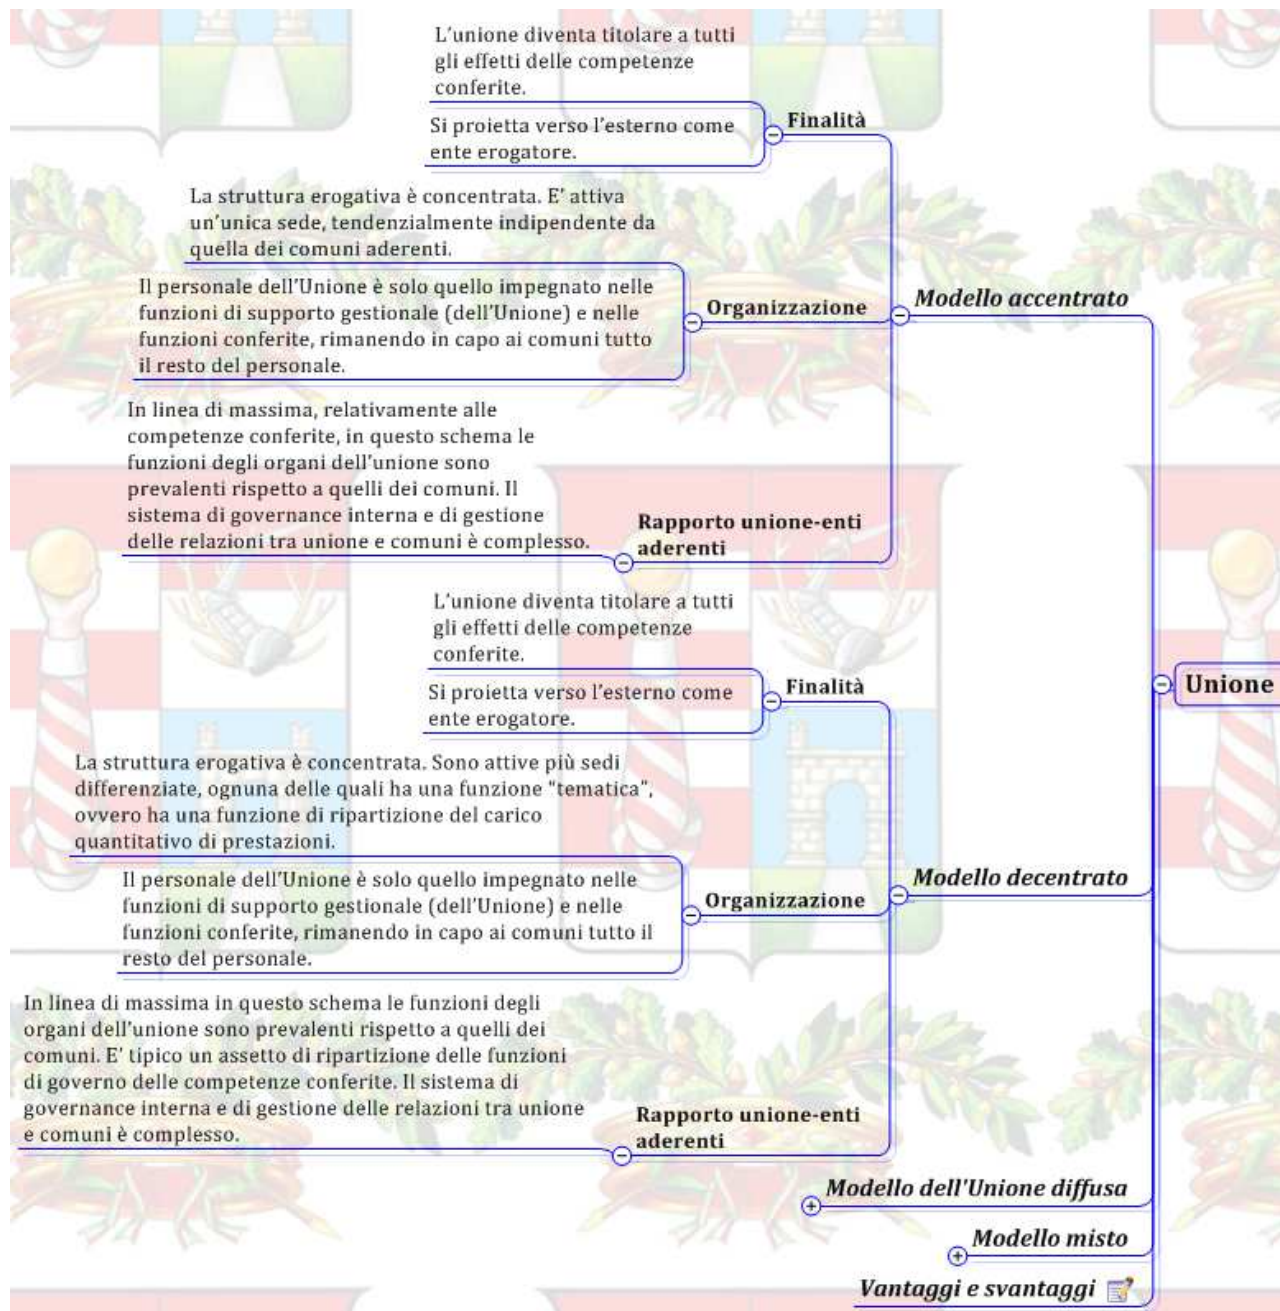 L'unione diventa titolare a tutti
gli effetti delle competenze
conferite.
Si proietta verso l'esterno come
ente erogatore.
Finalità
La struttura erogativa è concentrata. E' attiva
un'unica sede, tendenzialmente indipendente da
quella dei comuni aderenti.
Il personale dell'Unione è solo quello impegnato nelle
funzioni di supporto gestionale (dell'Unione) e nelle
funzioni conferite, rimanendo in capo ai comuni tutto
il resto del personale.
Organizzazione
Modello accentrato
In linea di massima, relativamente alle
competenze conferite, in questo schema le
funzioni degli organi dell'unione sono
prevalenti rispetto a quelli dei comuni. Il
sistema di governance interna e di gestione
delle relazioni tra unione e comuni è complesso.
Rapporto unione-enti
aderenti
L'unione diventa titolare a tutti
gli effetti delle competenze
conferite.
Si proietta verso l'esterno come
ente erogatore.
Finalità
Unione
La struttura erogativa è concentrata. Sono attive più sedi
differenziate, ognuna delle quali ha una funzione "tematica",
ovvero ha una funzione di ripartizione del carico
quantitativo di prestazioni.
Il personale dell'Unione è solo quello impegnato nelle
funzioni di supporto gestionale (dell'Unione) e nelle
funzioni conferite, rimanendo in capo ai comuni tutto il
resto del personale.
Organizzazione
Modello decentrato
In linea di massima in questo schema le funzioni degli
organi dell'unione sono prevalenti rispetto a quelli dei
comuni. E' tipico un assetto di ripartizione delle funzioni
di governo delle competenze conferite. Il sistema di
governance interna e di gestione delle relazioni tra unione
e comuni è complesso.
Rapporto unione-enti
aderenti
Modello dell'Unione diffusa
Modello misto
Vantaggi e svantaggi